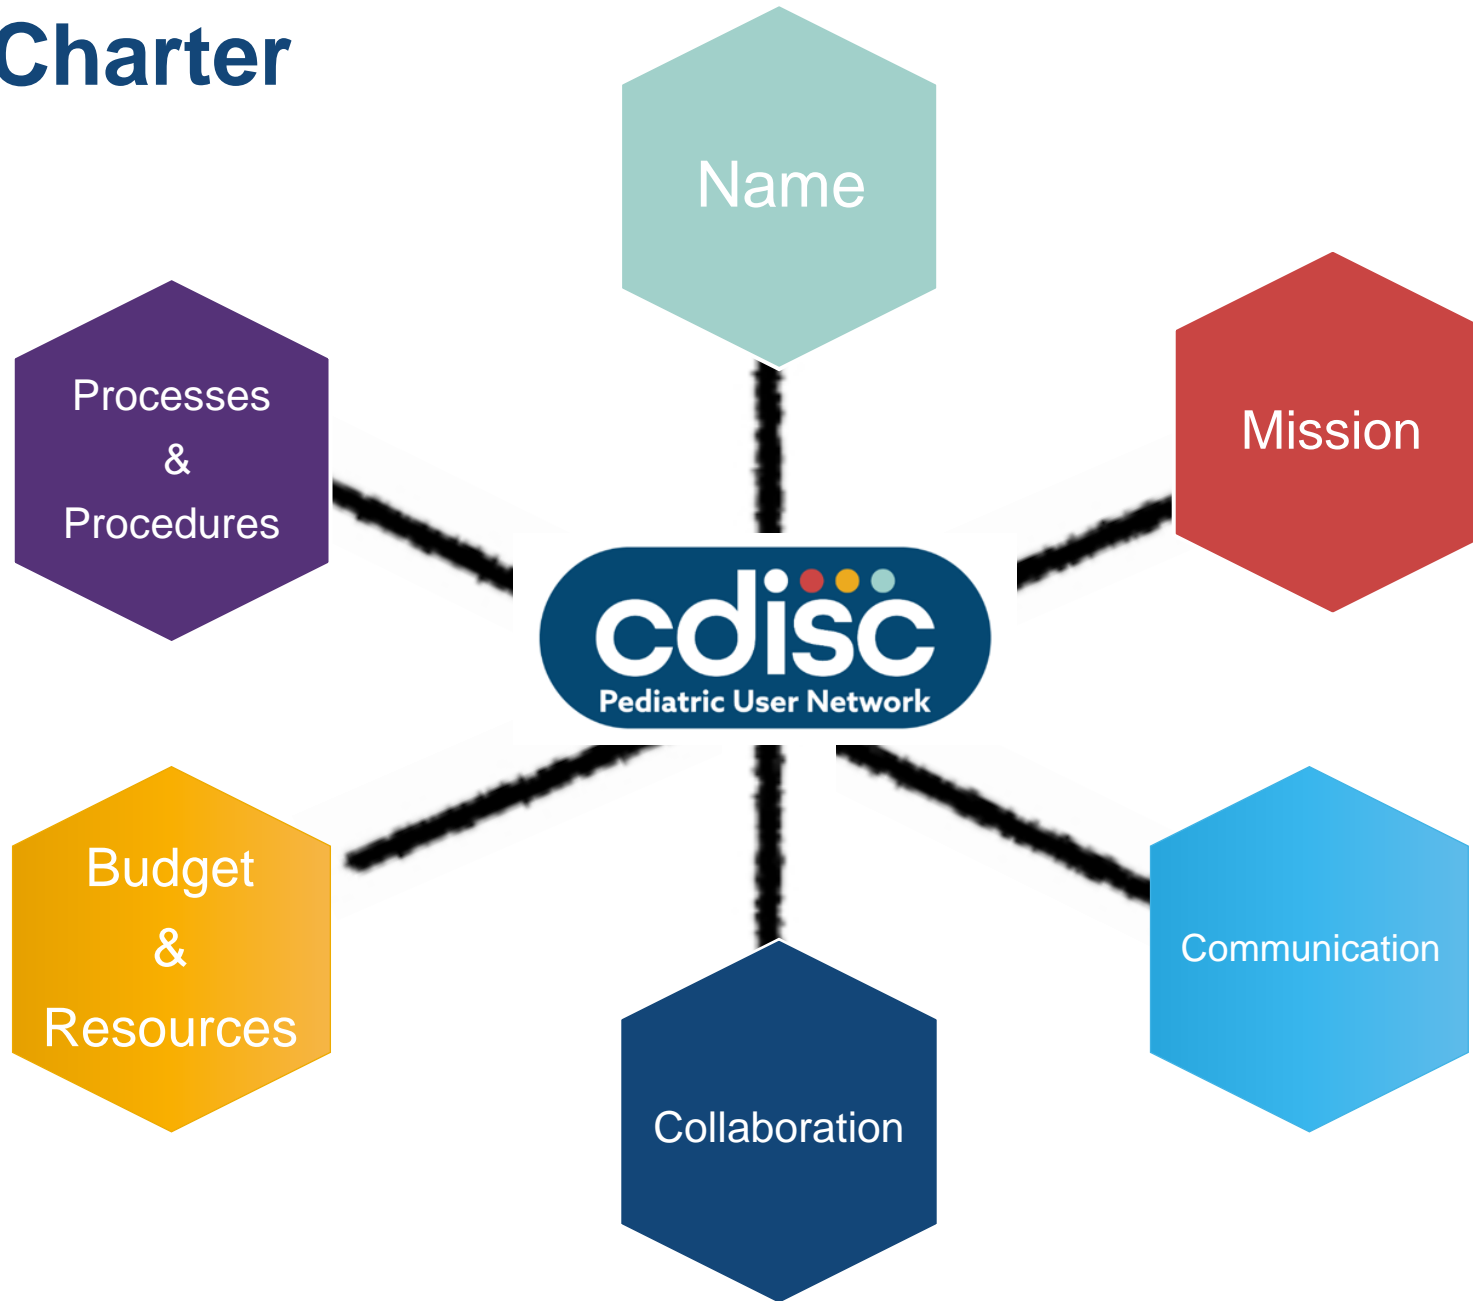 Charter
Name
Mission
Processes
&
Procedures
cdisc
Pediatric User Network
Budget
&
Resources
Communication
Collaboration